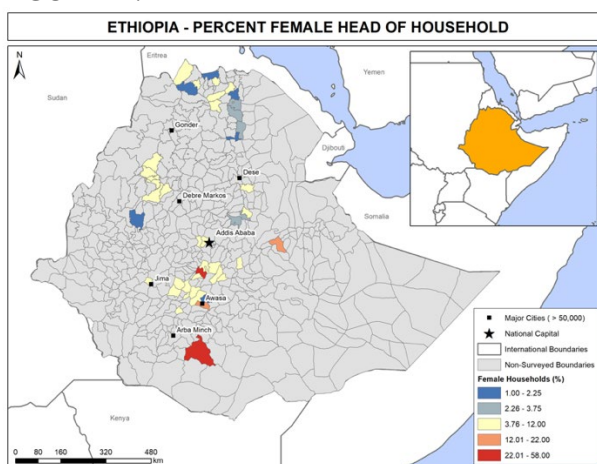 ETHIOPIA - PERCENT FEMALE HEAD OF HOUSEHOLD
N
Eritrea
Yemen
Sudan
Gonder
Djibouti
Dese
Debre Markos
Somalia
Addis Ababa
Jima
Awasa
Arba Minch
Kenya
Major Cities ( > 50,000)
National Capital
International Boundaries
Non-Surveyed Boundaries
Female Households (%)
1.00 - 2.25
2.26 - 3.75
3.76 - 12.00
12.01 - 22.00
22.01 - 58.00
0 80 160 320 480
km